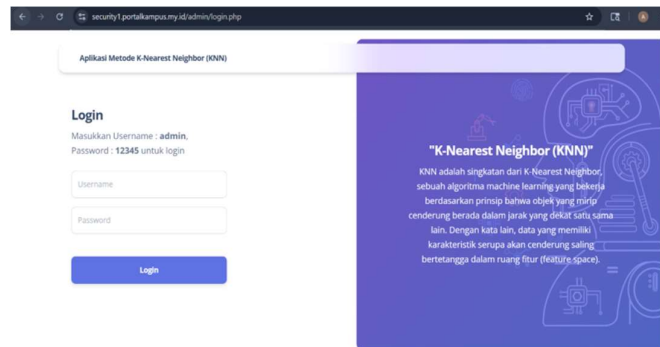 security1.portalkampus.my.id/admin/login.php
Aplikasi Metode K-Nearest Neighbor (KNN)
Login
Masukkan Username : admin,
Password : 12345 untuk login
Username
Password
Login
"K-Nearest Neighbor (KNN)"
KNN adalah singkatan dari K-Nearest Neighbor,
sebuah algoritma machine learning yang bekerja
berdasarkan prinsip bahwa objek yang mirip
cenderung berada dalam jarak yang dekat satu sama
lain. Dengan kata lain, data yang memiliki
karakteristik serupa akan cenderung saling
bertetangga dalam ruang fitur (feature space).